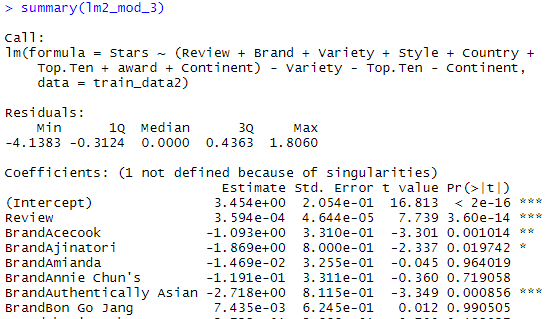 > summary(lm2_mod_3)
Call:
lm(formula = Stars ~ (Review + Brand + Variety + Style + Country +
    Top.Ten + award + Continent) - Variety - Top.Ten - Continent,
    data = train_data2)
Residuals:
    Min      1Q  Median      3Q     Max
-4.1383 -0.3124  0.0000  0.4363  1.8060
Coefficients: (1 not defined because of singularities)
                            Estimate Std. Error t value Pr(>|t|)
(Intercept)                3.454e+00  2.054e-01  16.813  < 2e-16 ***
Review                     3.594e-04  4.644e-05   7.739 3.60e-14 ***
BrandAcecook              -1.093e+00  3.310e-01  -3.301 0.001014 **
BrandAjinatori            -1.869e+00  8.000e-01  -2.337 0.019742 *
BrandAmianda              -1.469e-02  3.255e-01  -0.045 0.964019
BrandAnnie Chun's         -1.191e-01  3.311e-01  -0.360 0.719058
BrandAuthentically Asian  -2.718e+00  8.115e-01  -3.349 0.000856 ***
BrandBon Go Jang           7.435e-03  6.245e-01   0.012 0.990505